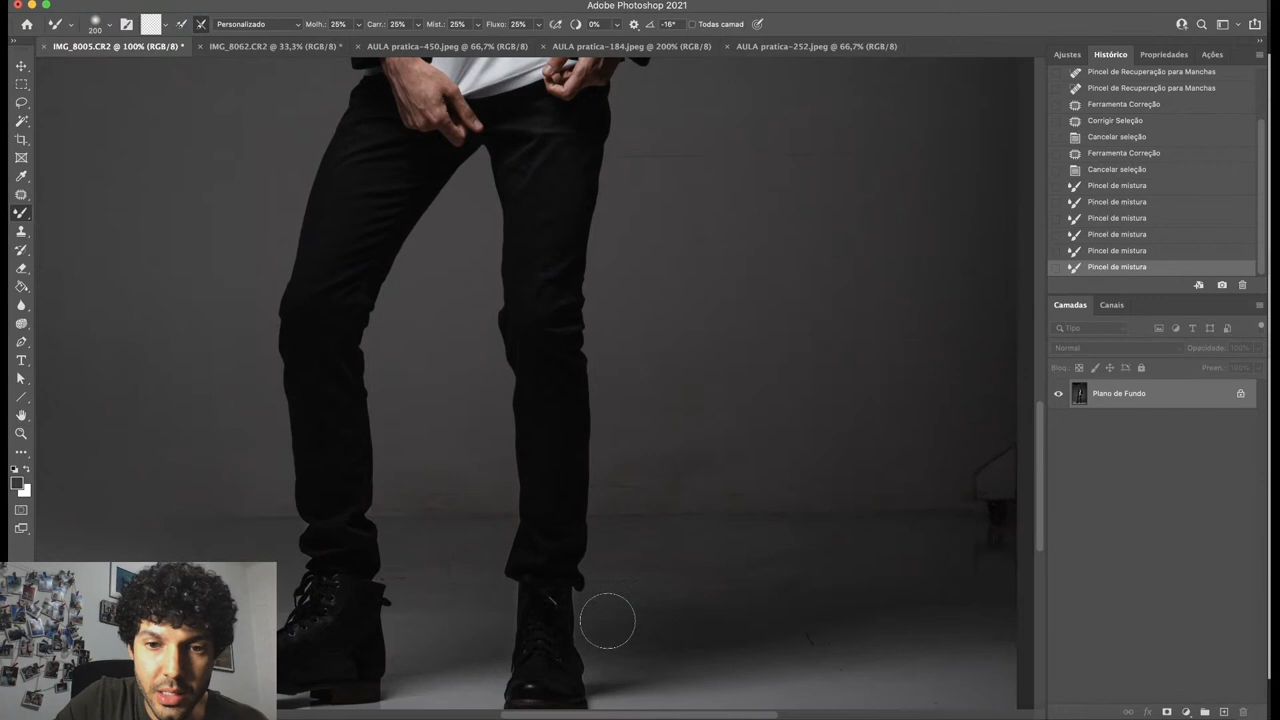 Adobe Photoshop 2021
200
Personalizado
Molh.: 25%
Carr.: 25%
Mist.: 25%
Fluxo: 25%
0%
-16°
Todas camad
IMG_8005.CR2 @ 100% (RGB/8) *
IMG_8062.CR2 @ 33,3% (RGB/8) *
AULA pratica-450.jpeg @ 66,7% (RGB/8)
AULA pratica-184.jpeg @ 200% (RGB/8)
AULA pratica-252.jpeg @ 66,7% (RGB/8)
Ajustes
Histórico
Propriedades
Ações
Pincel de Recuperação para Manchas
Pincel de Recuperação para Manchas
Ferramenta Correção
Corrigir Seleção
Cancelar seleção
Ferramenta Correção
Cancelar seleção
Pincel de mistura
Pincel de mistura
Pincel de mistura
Pincel de mistura
Pincel de mistura
Pincel de mistura
Camadas
Canais
Tipo
Normal
Opacidade: 100%
Bloq.:
Preen.: 100%
Plano de Fundo
fx